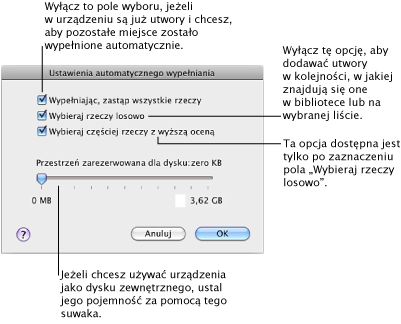 Wyłącz to pole wyboru, jeżeli
w urządzeniu są już utwory i chcesz,
aby pozostałe miejsce zostało
wypełnione automatycznie.
Wyłącz tę opcję, aby
dodawać utwory
w kolejności, w jakiej
znajdują się one
w bibliotece lub na
wybranej liście.
Ustawienia automatycznego wypełniania
Wypełniając, zastąp wszystkie rzeczy
Wybieraj rzeczy losowo
Wybieraj częściej rzeczy z wyższą oceną
Ta opcja dostępna jest
tylko po zaznaczeniu
pola „Wybieraj rzeczy
losowo”.
Przestrzeń zarezerwowana dla dysku:zero KB
0 MB 3,62 GB
? Anuluj OK
Jeżeli chcesz używać urządzenia
jako dysku zewnętrznego, ustal
jego pojemność za pomocą tego
suwaka.